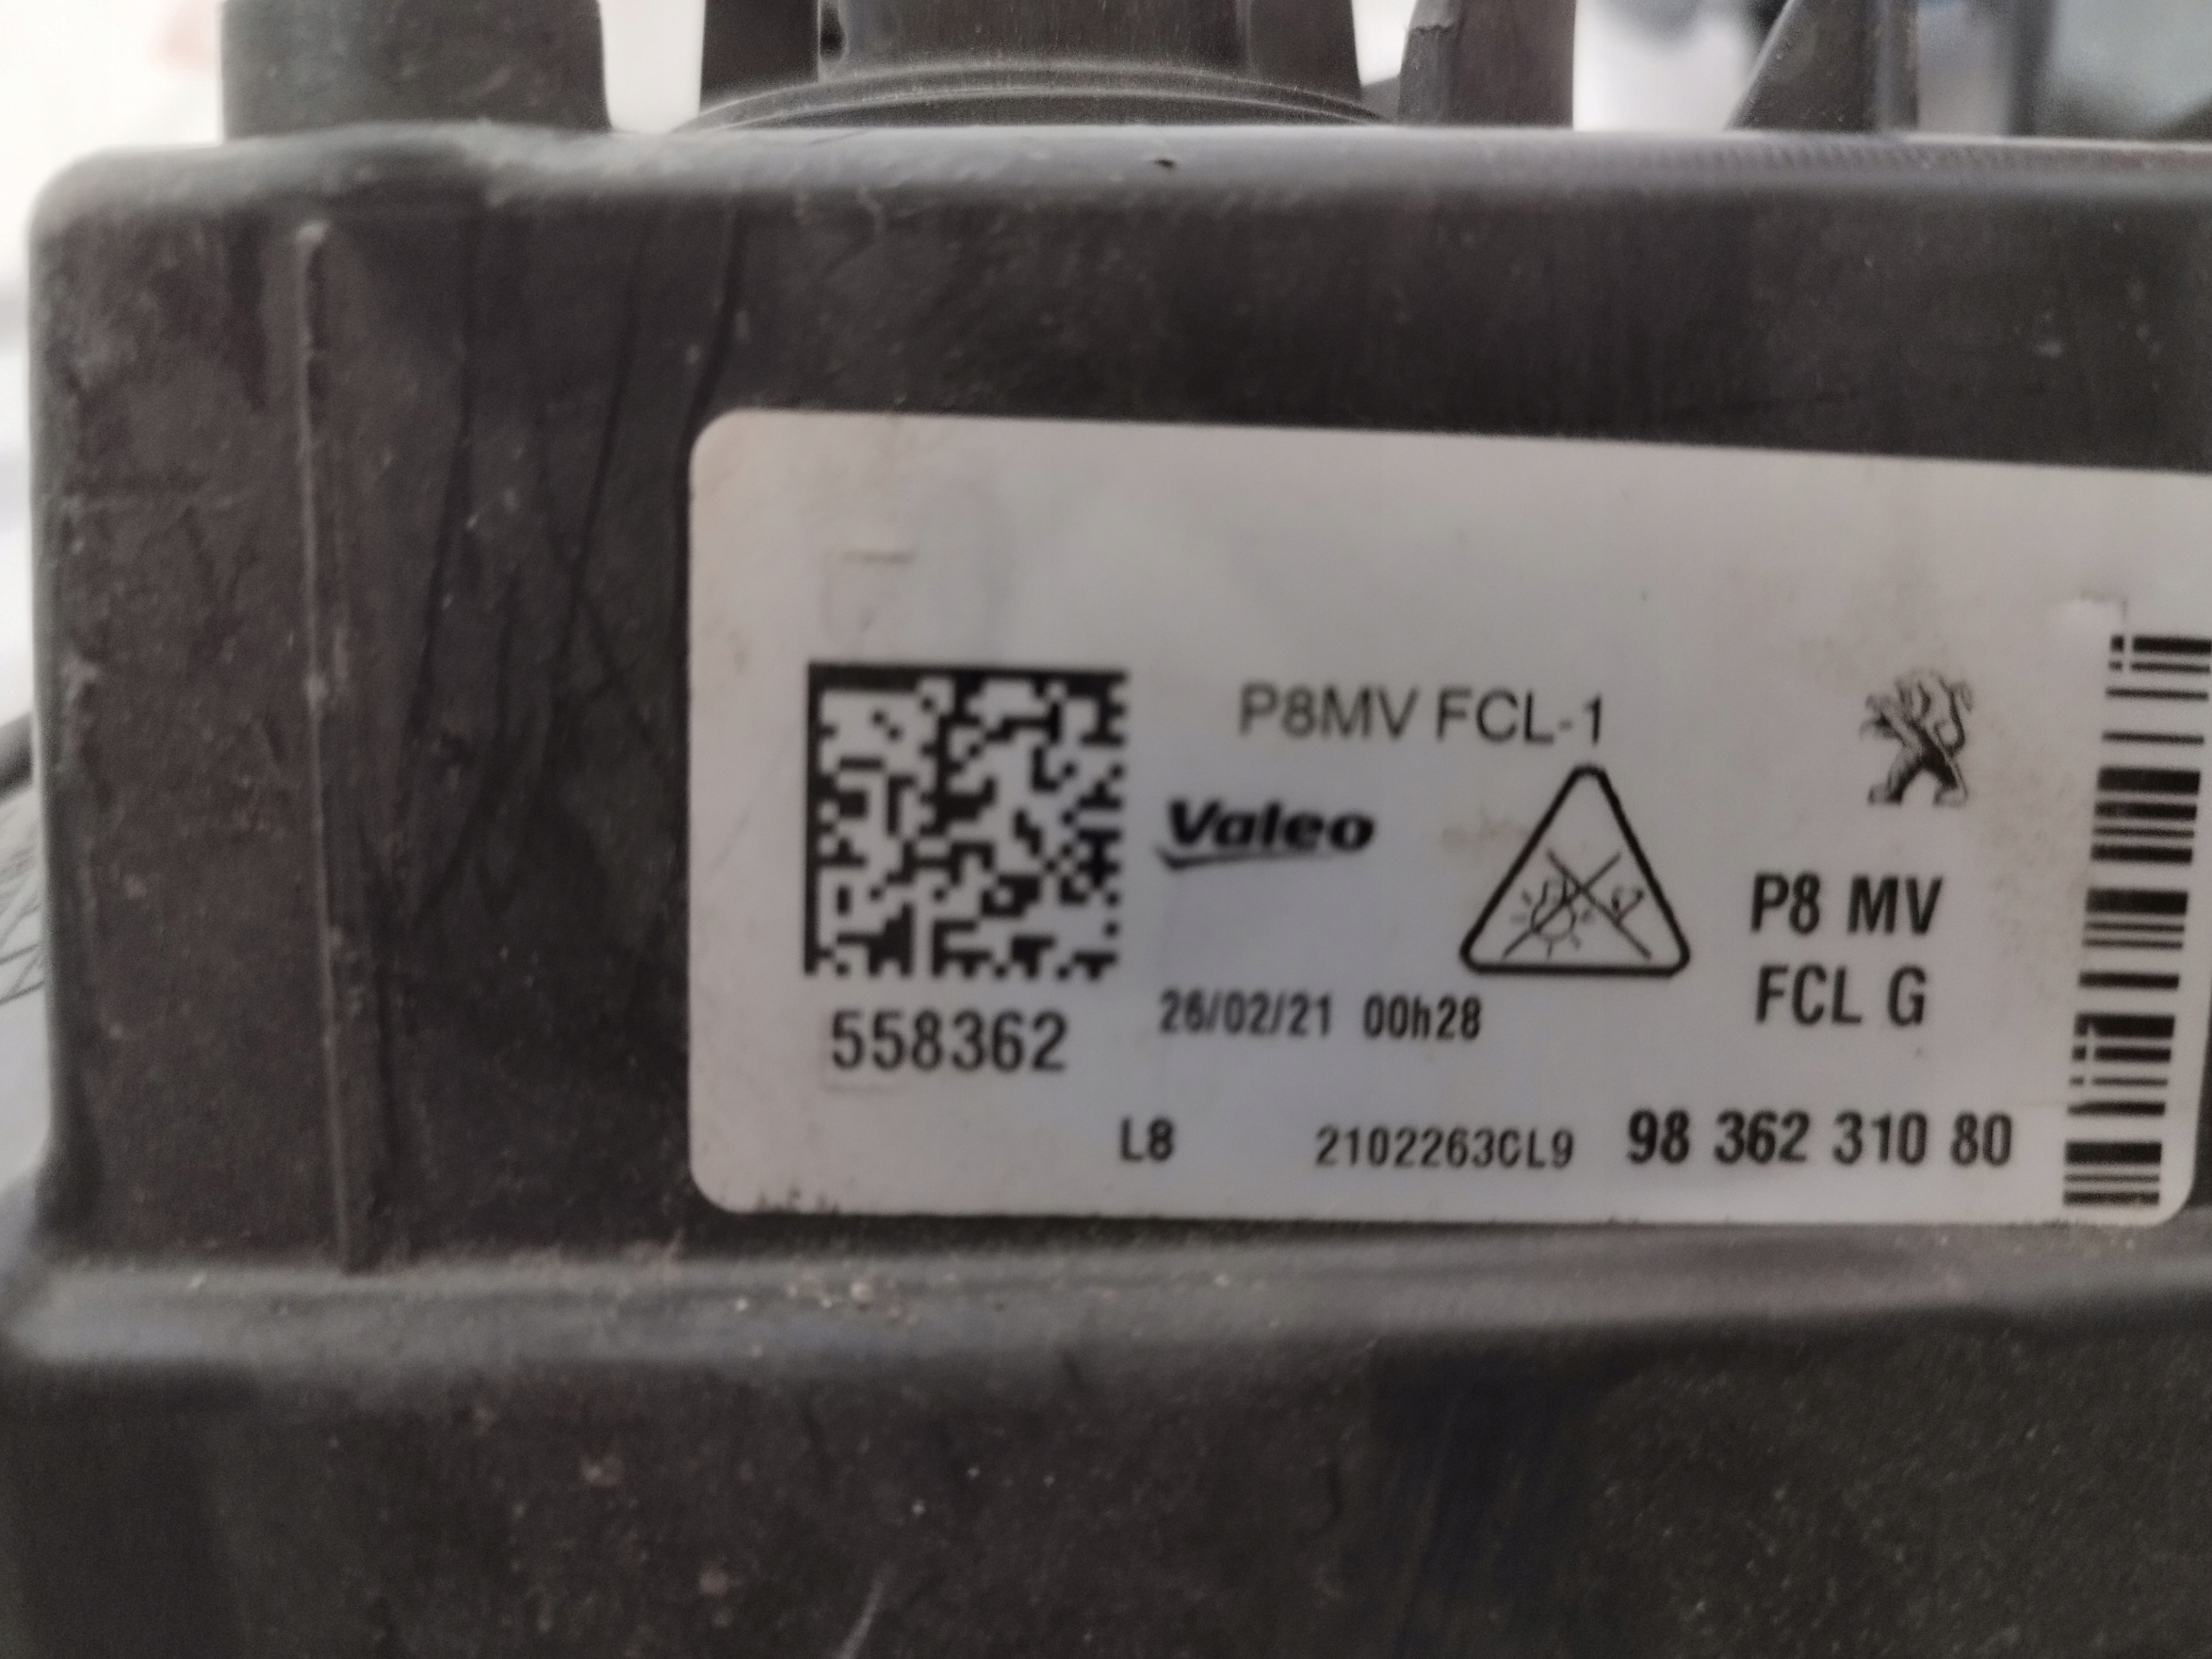 P8MV FCL-1
Valeo
P8 MV
FCL G
558362
26/02/21 00h28
L8
2102263CL9
98 362 310 80